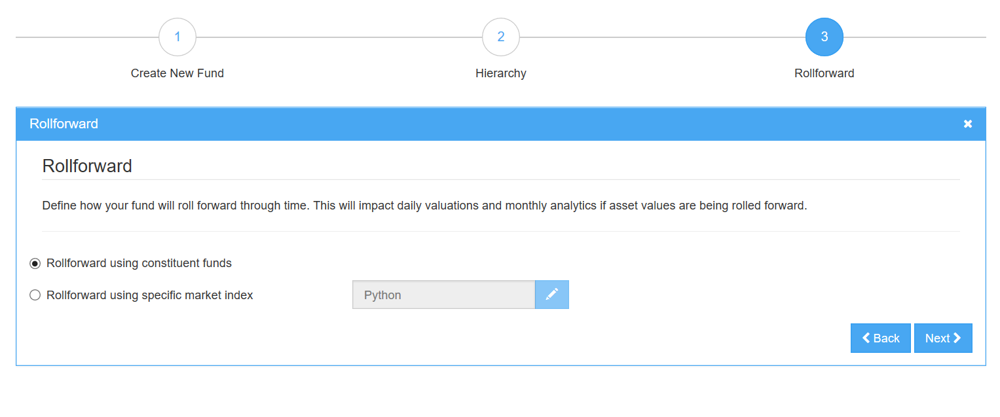 1
2
3
Create New Fund
Hierarchy
Rollforward
Rollforward
Rollforward
Define how your fund will roll forward through time. This will impact daily valuations and monthly analytics if asset values are being rolled forward.
Rollforward using constituent funds
Rollforward using specific market index
Python
Back
Next